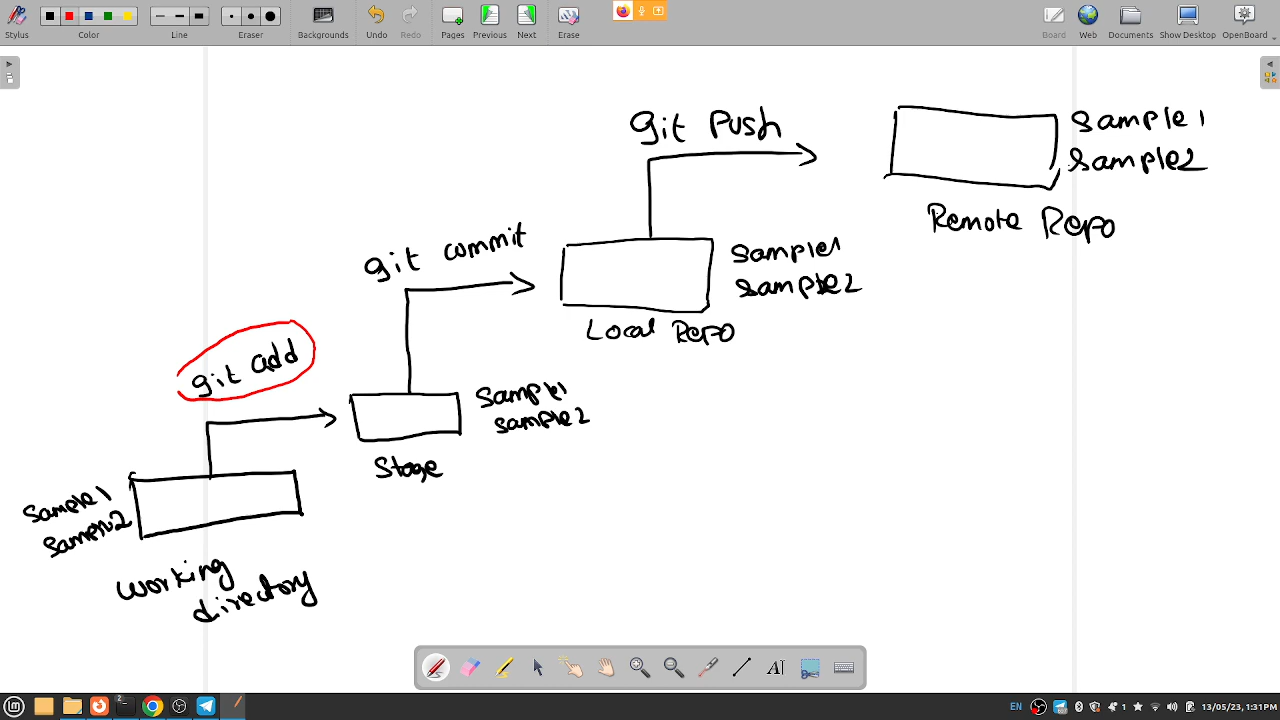 Stylus
Color
Line
Eraser
Backgrounds
Undo
Redo
Pages
Previous
Next
Erase
Board
Web
Documents
Show Desktop
OpenBoard
git Push
Sample1
Sample2
Remote Repo
git commit
Sample1
Sample2
Local Repo
git add
Sample1
Sample2
Stage
Sample1
Sample2
working
directory
EN
1
13/05/23, 1:31PM